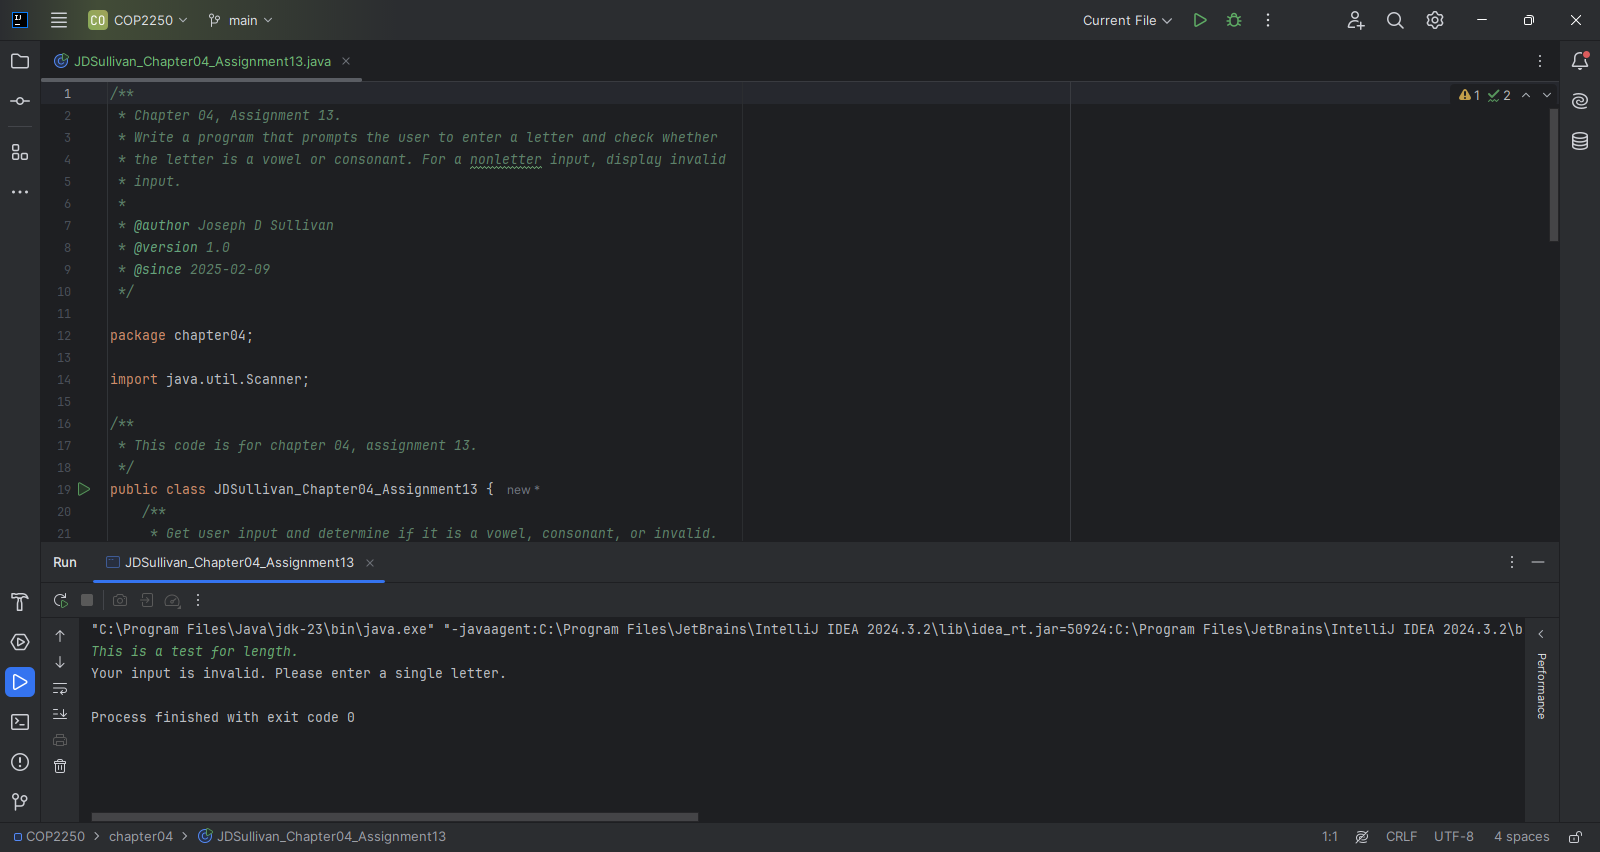 CO COP2250 main Current File
JDSullivan_Chapter04_Assignment13.java
1 2
1 /**
2 * Chapter 04, Assignment 13.
3 * Write a program that prompts the user to enter a letter and check whether
4 * the letter is a vowel or consonant. For a nonletter input, display invalid
5 * input.
6 *
7 * @author Joseph D Sullivan
8 * @version 1.0
9 * @since 2025-02-09
10 */
11
12 package chapter04;
13
14 import java.util.Scanner;
15
16 /**
17 * This code is for chapter 04, assignment 13.
18 */
19 public class JDSullivan_Chapter04_Assignment13 { new *
20 /**
21 * Get user input and determine if it is a vowel, consonant, or invalid.
Run JDSullivan_Chapter04_Assignment13
"C:\Program Files\Java\jdk-23\bin\java.exe" "-javaagent:C:\Program Files\JetBrains\IntelliJ IDEA 2024.3.2\lib\idea_rt.jar=50924:C:\Program Files\JetBrains\IntelliJ IDEA 2024.3.2\b
This is a test for length.
Your input is invalid. Please enter a single letter.
Process finished with exit code 0
Performance
COP2250 chapter04 JDSullivan_Chapter04_Assignment13 1:1 CRLF UTF-8 4 spaces